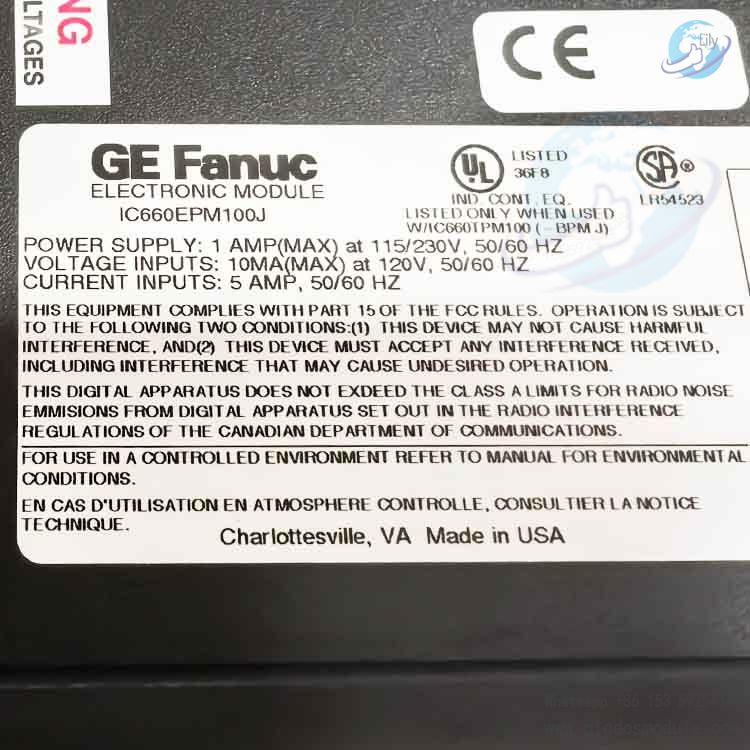 NG
LTAGES
CE
Eily
GE Fanuc
ELECTRONIC MODULE
IC660EPM100J
UL
LISTED
36F8
IND. CONT. EQ.
LISTED ONLY WHEN USED
W/IC660TPM100 (-BPM J)
SA
LR54523
POWER SUPPLY: 1 AMP(MAX) at 115/230V, 50/60 HZ
VOLTAGE INPUTS: 10MA(MAX) at 120V, 50/60 HZ
CURRENT INPUTS: 5 AMP, 50/60 HZ
THIS EQUIPMENT COMPLIES WITH PART 15 OF THE FCC RULES. OPERATION IS SUBJECT
TO THE FOLLOWING TWO CONDITIONS:(1) THIS DEVICE MAY NOT CAUSE HARMFUL
INTERFERENCE, AND(2) THIS DEVICE MUST ACCEPT ANY INTERFERENCE RECEIVED,
INCLUDING INTERFERENCE THAT MAY CAUSE UNDESIRED OPERATION.
THIS DIGITAL APPARATUS DOES NOT EXCEED THE CLASS A LIMITS FOR RADIO NOISE
EMMISIONS FROM DIGITAL APPARATUS SET OUT IN THE RADIO INTERFERENCE
REGULATIONS OF THE CANADIAN DEPARTMENT OF COMMUNICATIONS.
FOR USE IN A CONTROLLED ENVIRONMENT REFER TO MANUAL FOR ENVIRONMENTAL
CONDITIONS.
EN CAS D'UTILISATION EN ATMOSPHERE CONTROLLE, CONSULTIER LA NOTICE
TECHNIQUE.
Charlottesville, VA Made in USA